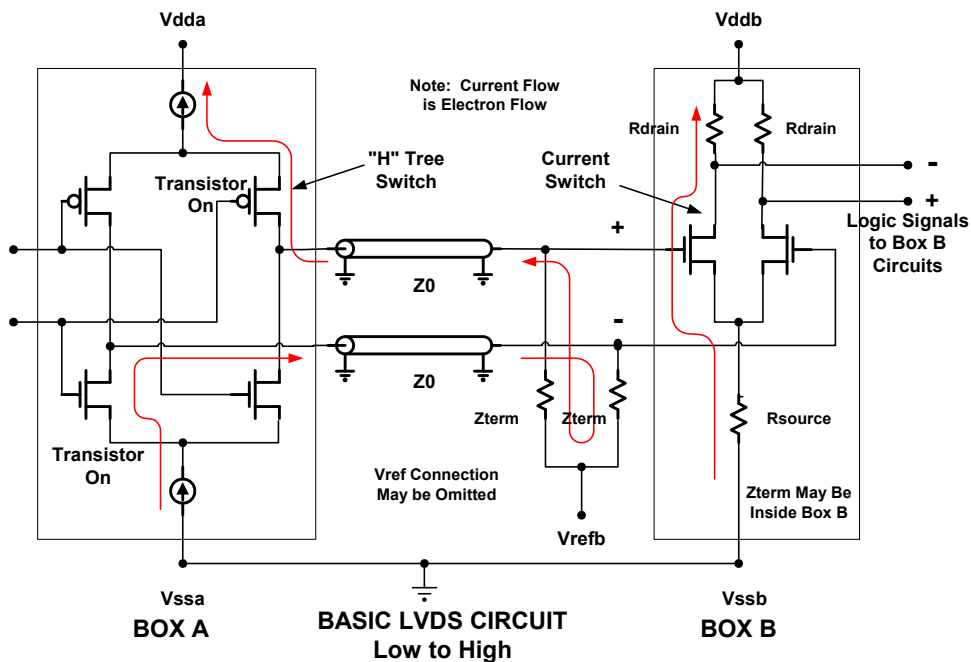 Vdda
Vddb
Note: Current Flow
is Electron Flow
Rdrain
Rdrain
"H" Tree
Switch
Current
Switch
-
Transistor
On
+
+
Logic Signals
to Box B
Circuits
Z0
-
Z0
Zterm
Zterm
Rsource
Transistor
On
Vref Connection
May be Omitted
Zterm May Be
Inside Box B
Vrefb
Vssa
BASIC LVDS CIRCUIT
Low to High
Vssb
BOX A
BOX B